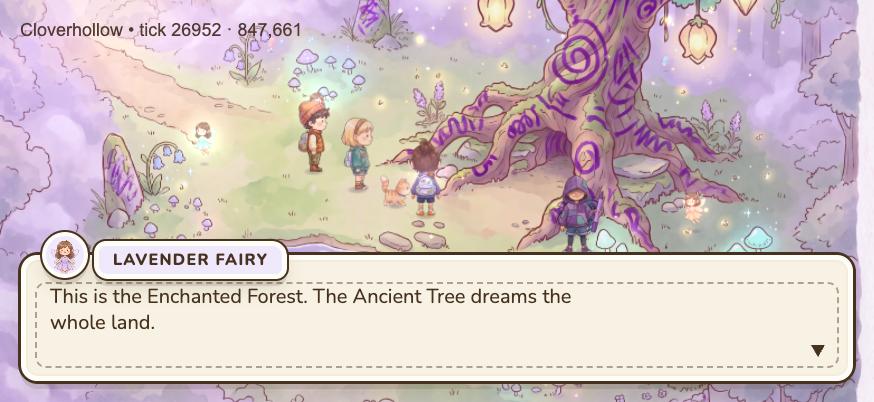 Cloverhollow • tick 26952 · 847,661
LAVENDER FAIRY
This is the Enchanted Forest. The Ancient Tree dreams the
whole land.